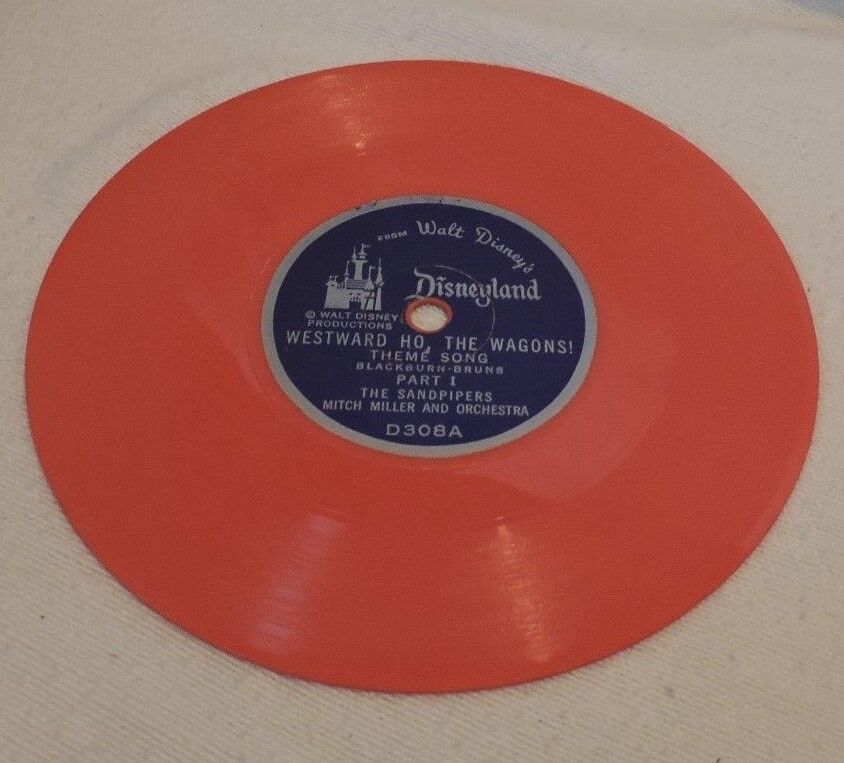 FROM Walt Disney's
Disneyland
© WALT DISNEY
PRODUCTIONS
WESTWARD HO, THE WAGONS!
THEME SONG
BLACKBURN-BRUNS
PART I
THE SANDPIPERS
MITCH MILLER AND ORCHESTRA
D308A